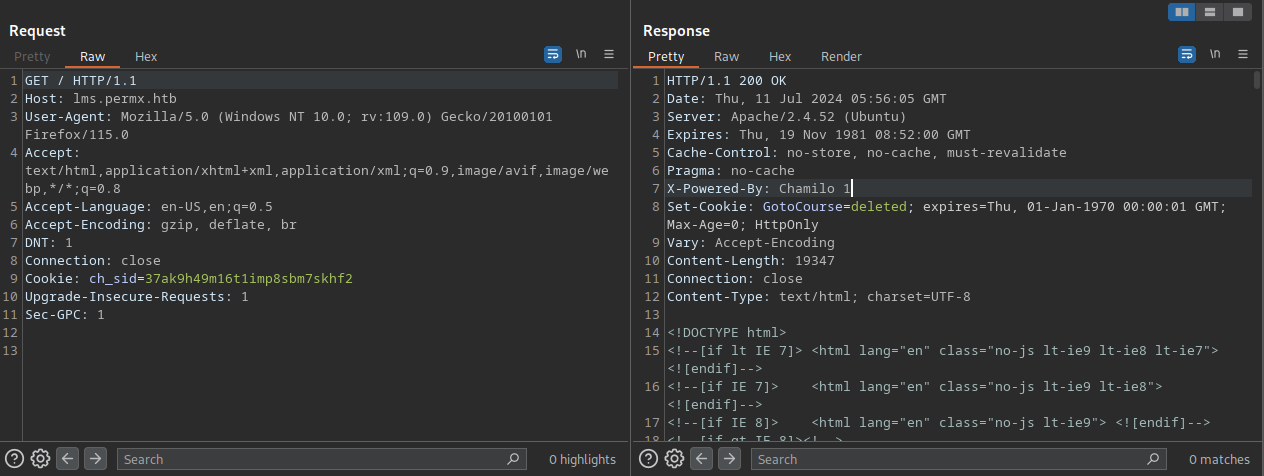 Request
Pretty Raw Hex
\n
1 GET / HTTP/1.1
2 Host: lms.permx.htb
3 User-Agent: Mozilla/5.0 (Windows NT 10.0; rv:109.0) Gecko/20100101
Firefox/115.0
4 Accept:
text/html,application/xhtml+xml,application/xml;q=0.9,image/avif,image/we
bp,*/*;q=0.8
5 Accept-Language: en-US,en;q=0.5
6 Accept-Encoding: gzip, deflate, br
7 DNT: 1
8 Connection: close
9 Cookie: ch_sid=37ak9h49m16t1imp8sbm7skhf2
10 Upgrade-Insecure-Requests: 1
11 Sec-GPC: 1
12
13
Search
0 highlights
Response
Pretty Raw Hex Render
\n
1 HTTP/1.1 200 OK
2 Date: Thu, 11 Jul 2024 05:56:05 GMT
3 Server: Apache/2.4.52 (Ubuntu)
4 Expires: Thu, 19 Nov 1981 08:52:00 GMT
5 Cache-Control: no-store, no-cache, must-revalidate
6 Pragma: no-cache
7 X-Powered-By: Chamilo 1
8 Set-Cookie: GotoCourse=deleted; expires=Thu, 01-Jan-1970 00:00:01 GMT;
Max-Age=0; HttpOnly
9 Vary: Accept-Encoding
10 Content-Length: 19347
11 Connection: close
12 Content-Type: text/html; charset=UTF-8
13
14 <!DOCTYPE html>
15 <!--[if lt IE 7]> <html lang="en" class="no-js lt-ie9 lt-ie8 lt-ie7">
<![endif]-->
16 <!--[if IE 7]>    <html lang="en" class="no-js lt-ie9 lt-ie8">
<![endif]-->
17 <!--[if IE 8]>    <html lang="en" class="no-js lt-ie9"> <![endif]-->
18 <!--[if gt IE 8]><!-->
Search
0 matches